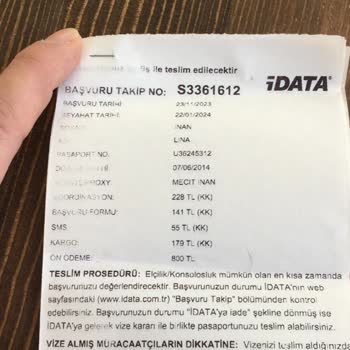 ile teslim edilecektir
iDATA
BAŞVURU TAKİP NO: S3361612
BAŞVURU TARİHİ 23/11/2023
SEYAHAT TARİHİ: 22/01/2024
İNAN
LİNA
PASAPORT NO: U36245312
07/06/2014
MECİT İNAN
228 TL (KK)
BAŞVURU FORMU: 141 TL (KK)
SMS 55 TL (KK)
KARGO: 179 TL (KK)
ÖN ÖDEME: 800 TL
TESLİM PROSEDÜRÜ: Elçilik/Konsolosluk mümkün olan en kısa zamanda
başvurunuzu değerlendirecektir. Başvurunuzun durumu İDATA'nın web
sayfasındaki (www.idata.com.tr) "Başvuru Takip" bölümünden kontrol
edebilirsiniz. Başvurunuzun durumu "İDATA'ya iade" şekline dönmüş ise
İDATA'ya gelerek vize kararı ile birlikte pasaportunuzu teslim alabilirsiniz.
VİZE ALMIŞ MÜRACAATÇILARIN DİKKATİNE: Vizenizi teslim aldığınızda